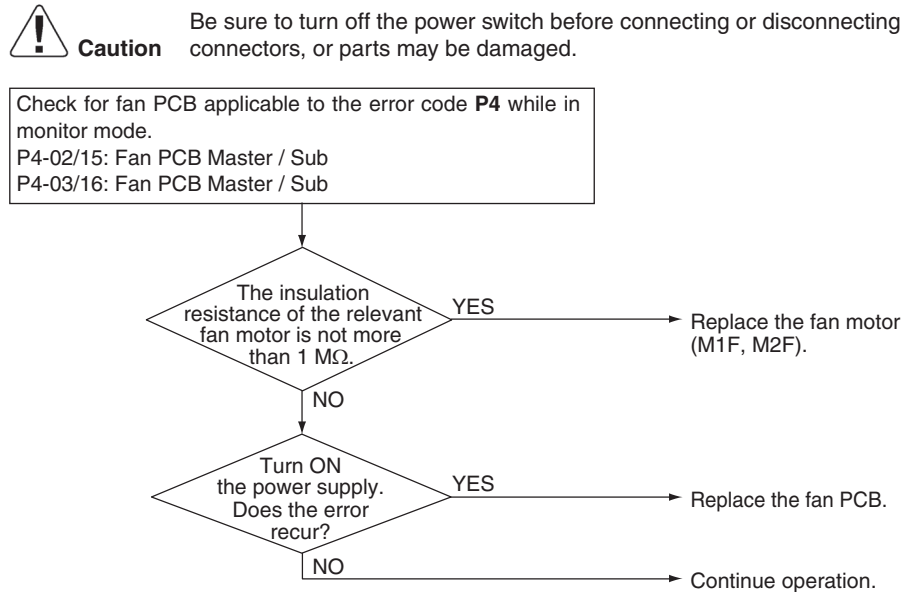 Be sure to turn off the power switch before connecting or disconnecting
Caution connectors, or parts may be damaged.
Check for fan PCB applicable to the error code P4 while in
monitor mode.
P4-02/15: Fan PCB Master / Sub
P4-03/16: Fan PCB Master / Sub
The insulation
resistance of the relevant
fan motor is not more
than 1 MΩ.
YES
Replace the fan motor
(M1F, M2F).
NO
Turn ON
the power supply.
Does the error
recur?
YES
Replace the fan PCB.
NO
Continue operation.